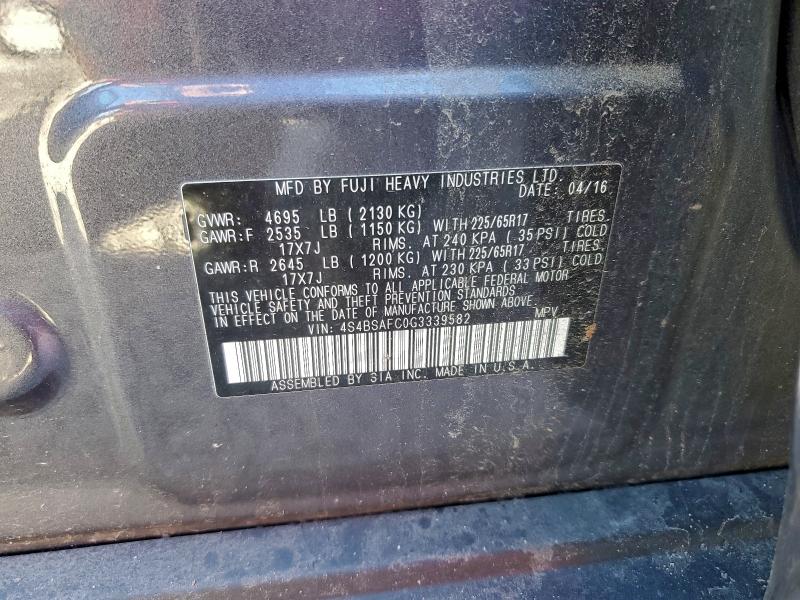 MFD BY FUJI HEAVY INDUSTRIES LTD.
DATE: 04/16
GVWR: 4695 LB ( 2130 KG)
GAWR:F 2535 LB ( 1150 KG) WITH 225/65R17 TIRES.
17X7J RIMS. AT 240 KPA ( 35 PSI) COLD
GAWR:R 2645 LB ( 1200 KG) WITH 225/65R17 TIRES.
17X7J RIMS. AT 230 KPA ( 33 PSI) COLD
THIS VEHICLE CONFORMS TO ALL APPLICABLE FEDERAL MOTOR
VEHICLE SAFETY AND THEFT PREVENTION STANDARDS
IN EFFECT ON THE DATE OF MANUFACTURE SHOWN ABOVE.
VIN: 4S4BSAFC0G3339582 MPV
ASSEMBLED BY SIA INC. MADE IN U.S.A.